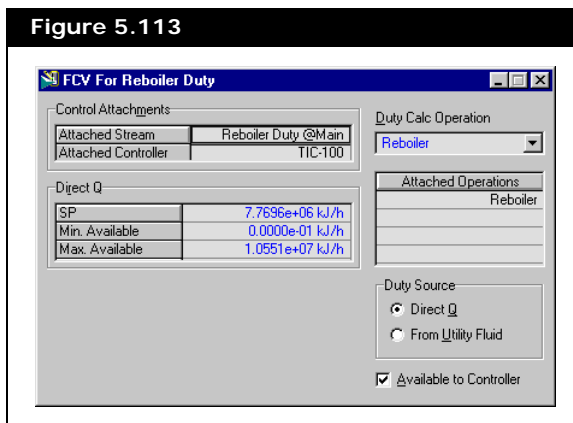 Figure 5.113
FCV For Reboiler Duty
Control Attachments
Attached Stream Reboiler Duty @Main
Attached Controller TIC-100
Direct Q
SP 7.7696e+06 kJ/h
Min. Available 0.0000e-01 kJ/h
Max. Available 1.0551e+07 kJ/h
Duty Calc Operation
Reboiler
Attached Operations
Reboiler
Duty Source
Direct Q
From Utility Fluid
Available to Controller